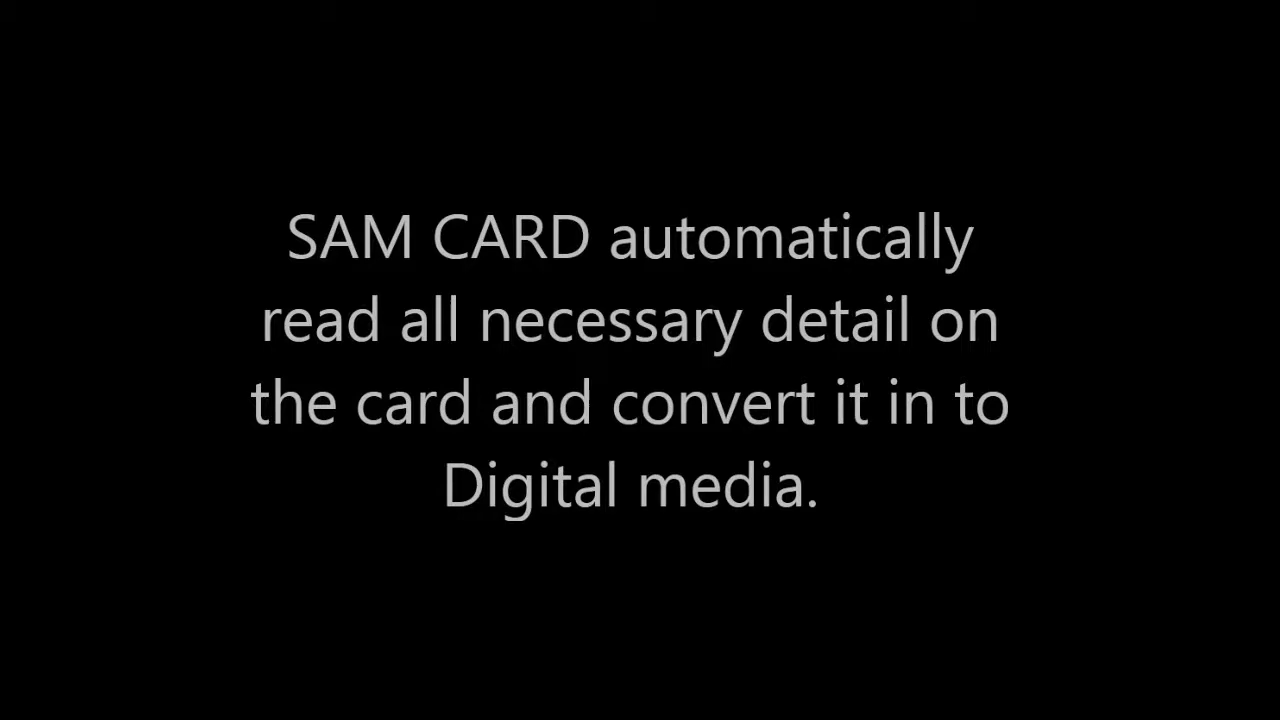 SAM CARD automatically
read all necessary detail on
the card and convert it in to
Digital media.